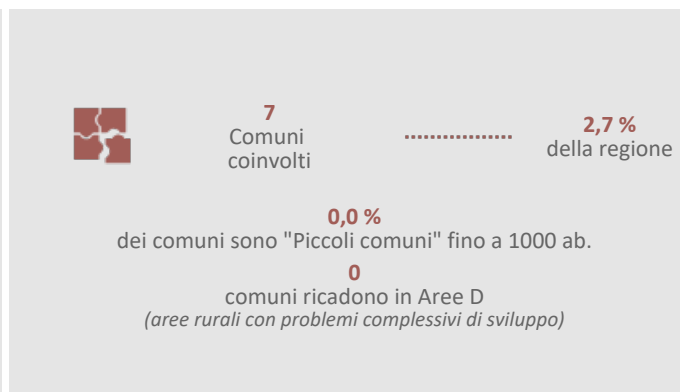 7
Comuni
coinvolti
2,7 %
della regione
0,0 %
dei comuni sono "Piccoli comuni" fino a 1000 ab.
0
comuni ricadono in Aree D
(aree rurali con problemi complessivi di sviluppo)